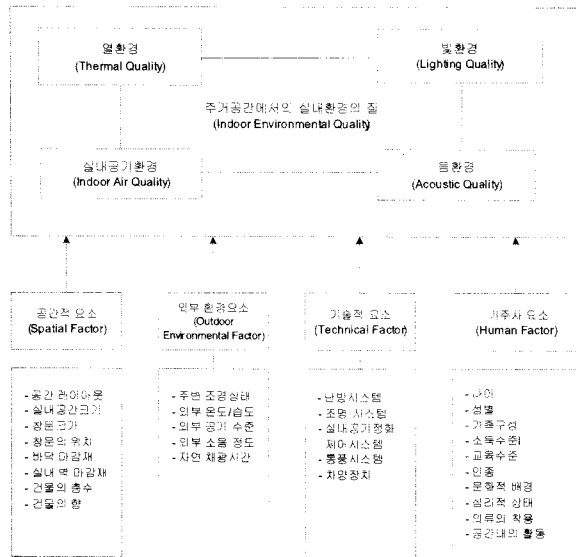 열환경
(Thermal Quality)
빛환경
(Lighting Quality)
주거공간에서의 실내환경의 질
(Indoor Environmental Quality)
실내공기환경
(Indoor Air Quality)
음환경
(Acoustic Quality)
공간적 요소
(Spatial Factor)
외부 환경요소
(Outdoor
Environmental Factor)
기술적 요소
(Technical Factor)
거주자 요소
(Human Factor)
- 공간 레이아웃
- 실내공간크기
- 창문크기
- 창문의 위치
- 바닥 마감재
- 실내 벽 마감재
- 건물의 층수
- 건물의 향
- 주변 조경상태
- 외부 온도/습도
- 외부 공기 수준
- 외부 소음 정도
- 자연 채광시간
- 난방시스템
- 조명 시스템
- 실내공기정화
제어시스템
- 통풍시스템
- 차양장치
- 나이
- 성별
- 가족구성
- 소득수준
- 교육수준
- 인종
- 문화적 배경
- 심리적 상태
- 의류의 착용
- 공간내의 활동